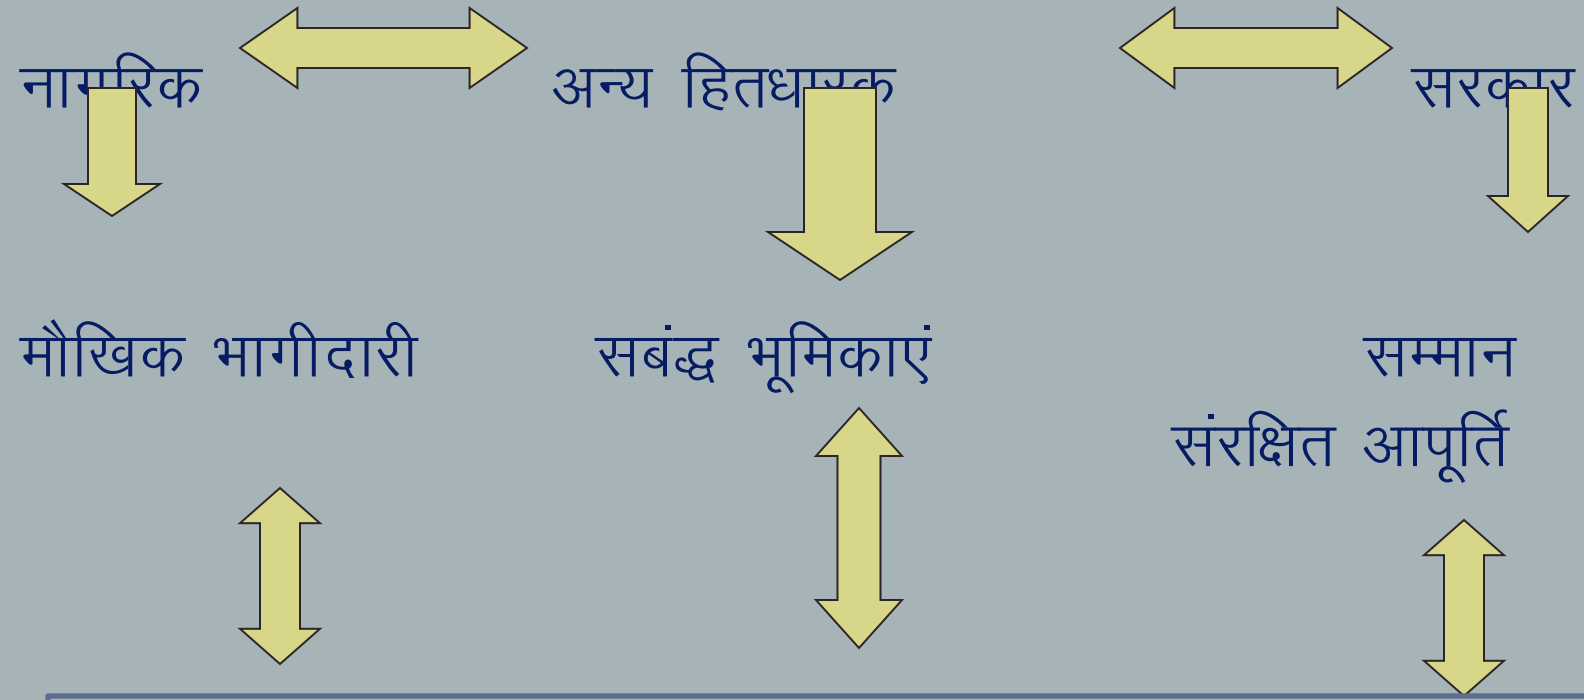 नागरिक अन्य हितधारक सरकार
मौखिक भागीदारी सबंद्ध भूमिकाएं सम्मान
संरक्षित आपूर्ति